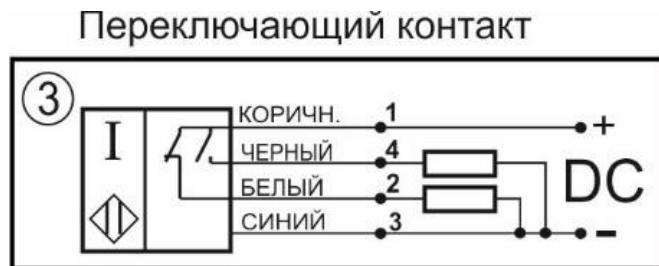 Переключающий контакт
3
КОРИЧН. 1 +
I
ЧЕРНЫЙ 4
БЕЛЫЙ 2 DC
СИНИЙ 3 -